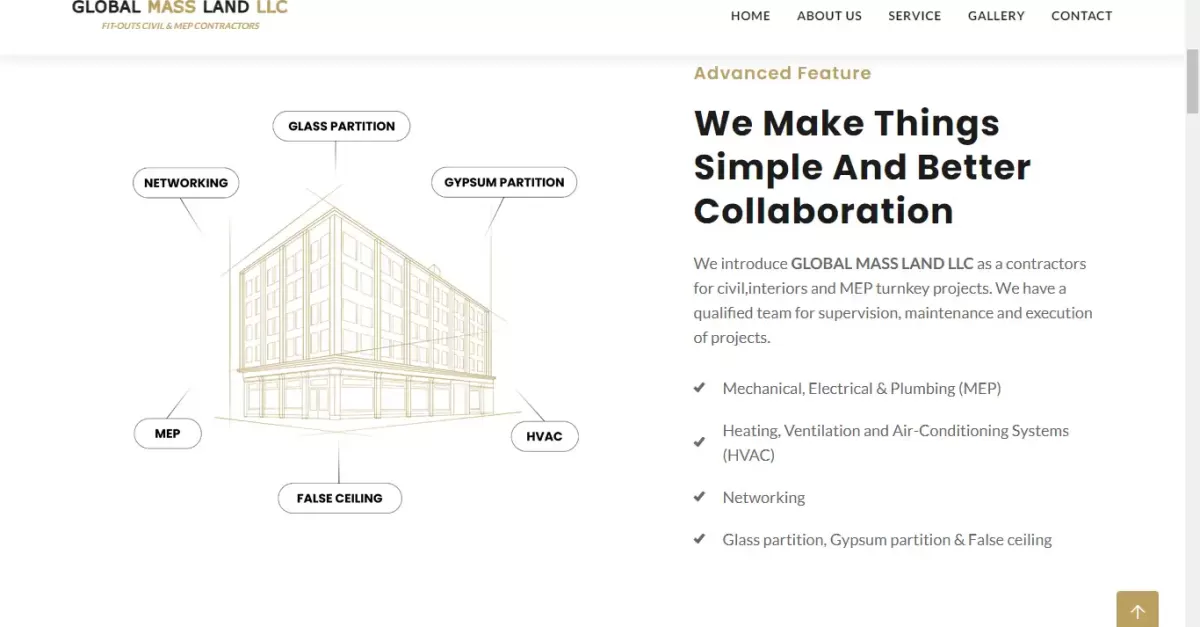 GLOBAL MASS LAND LLC
FIT-OUTS CIVIL & MEP CONTRACTORS
HOME ABOUT US SERVICE GALLERY CONTACT
GLASS PARTITION
NETWORKING
GYPSUM PARTITION
MEP
HVAC
FALSE CEILING
Advanced Feature
We Make Things
Simple And Better
Collaboration
We introduce GLOBAL MASS LAND LLC as a contractors
for civil,interiors and MEP turnkey projects. We have a
qualified team for supervision, maintenance and execution
of projects.
Mechanical, Electrical & Plumbing (MEP)
Heating, Ventilation and Air-Conditioning Systems
(HVAC)
Networking
Glass partition, Gypsum partition & False ceiling